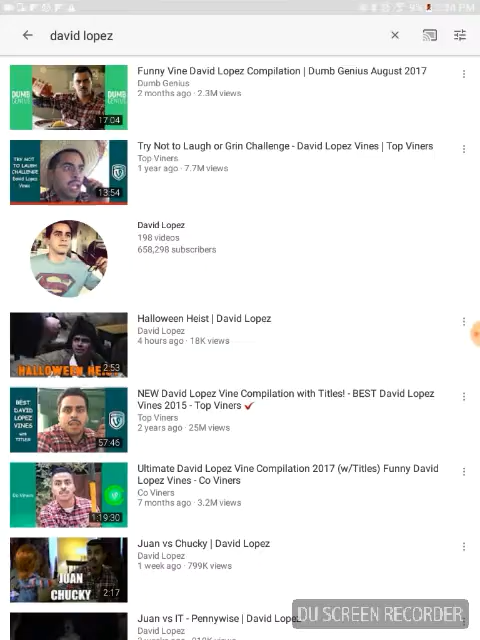 9%
david lopez
Funny Vine David Lopez Compilation | Dumb Genius August 2017
Dumb Genius
2 months ago · 2.3M views
DUMB GENIUS
DUMB GENIUS
17:04
Try Not to Laugh or Grin Challenge - David Lopez Vines | Top Viners
Top Viners
1 year ago · 7.7M views
TRY NOT
TO LAUGH
CHALLENGE
David Lopez
Vines
13:54
David Lopez
198 videos
658,298 subscribers
Halloween Heist | David Lopez
David Lopez
4 hours ago · 18K views
HALLOWEEN HE
2:53
NEW David Lopez Vine Compilation with Titles! - BEST David Lopez
Vines 2015 - Top Viners ✓
Top Viners
2 years ago · 25M views
BEST
DAVID
LOPEZ
VINES
57:46
Ultimate David Lopez Vine Compilation 2017 (w/Titles) Funny David
Lopez Vines - Co Viners
Co Viners
7 months ago · 3.2M views
Co Viners
1:19:30
Juan vs Chucky | David Lopez
David Lopez
1 week ago · 799K views
JUAN
CHUCKY
2:17
Juan vs IT - Pennywise | David Lopez
David Lopez
DU SCREEN RECORDER